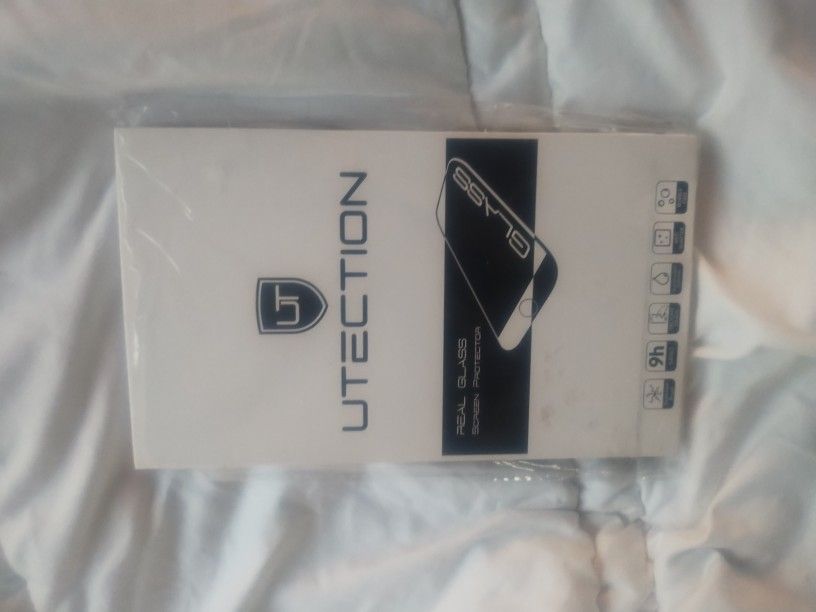 UT
UTECTION
GLASS
REAL GLASS
SCREEN PROTECTOR
9h